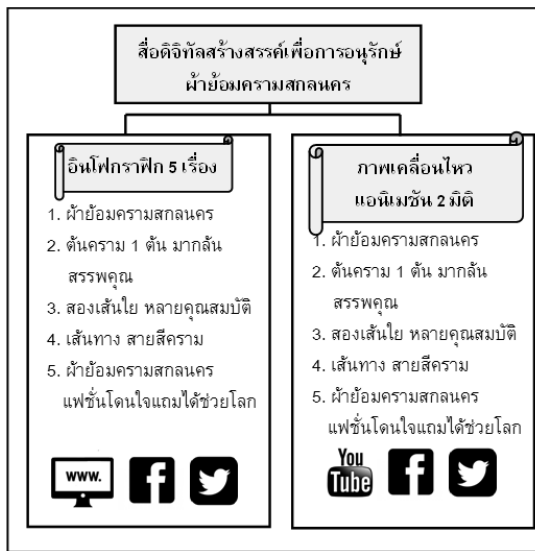 สื่อดิจิทัลสร้างสรรค์เพื่อการอนุรักษ์
ผ้าย้อมครามสกลนคร
อินโฟกราฟิก 5 เรื่อง
1. ผ้าย้อมครามสกลนคร
2. ต้นคราม 1 ต้น มากล้น
สรรพคุณ
3. สองเส้นใย หลายคุณสมบัติ
4. เส้นทาง สายสีคราม
5. ผ้าย้อมครามสกลนคร
แฟชั่นโดนใจแถมได้ช่วยโลก
www.
f
ภาพเคลื่อนไหว
แอนิเมชัน 2 มิติ
1. ผ้าย้อมครามสกลนคร
2. ต้นคราม 1 ต้น มากล้น
สรรพคุณ
3. สองเส้นใย หลายคุณสมบัติ
4. เส้นทาง สายสีคราม
5. ผ้าย้อมครามสกลนคร
แฟชั่นโดนใจแถมได้ช่วยโลก
You
Tube
f